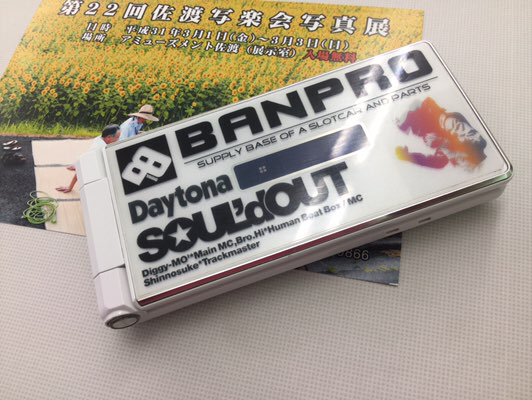 第22回佐渡写楽会写真展
日時 平成31年3月1日(金)~3月3日(日)
場所 アミューズメント佐渡(展示室)入場無料
BANPRO
SUPPLY BASE OF A SLOTCAR AND PARTS
Daytona
SOUL'dOUT
Diggy-MO'*Main MC,Bro.Hi*Human Beat Box/MC
Shinnosuke*Trackmaster
8866